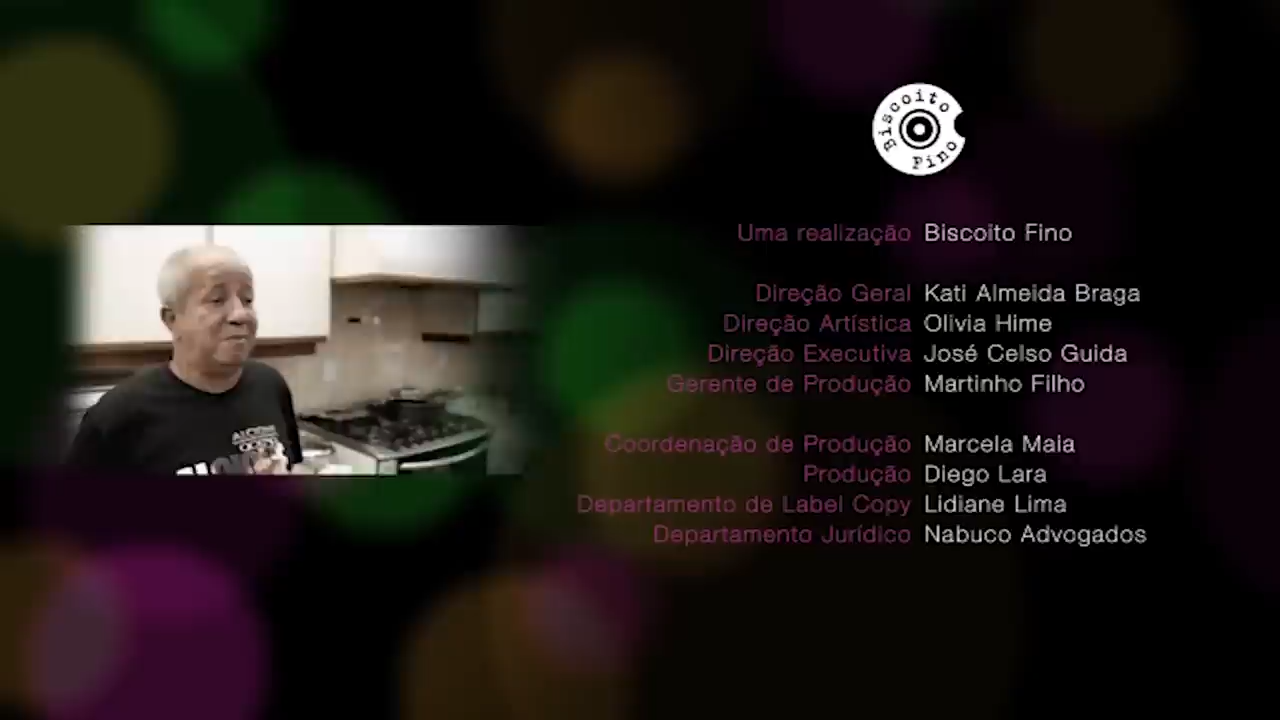 Biscoito Fino
Uma realização Biscoito Fino
Direção Geral Kati Almeida Braga
Direção Artística Olivia Hime
Direção Executiva José Celso Guida
Gerente de Produção Martinho Filho
Coordenação de Produção Marcela Maia
Produção Diego Lara
Departamento de Label Copy Lidiane Lima
Departamento Jurídico Nabuco Advogados